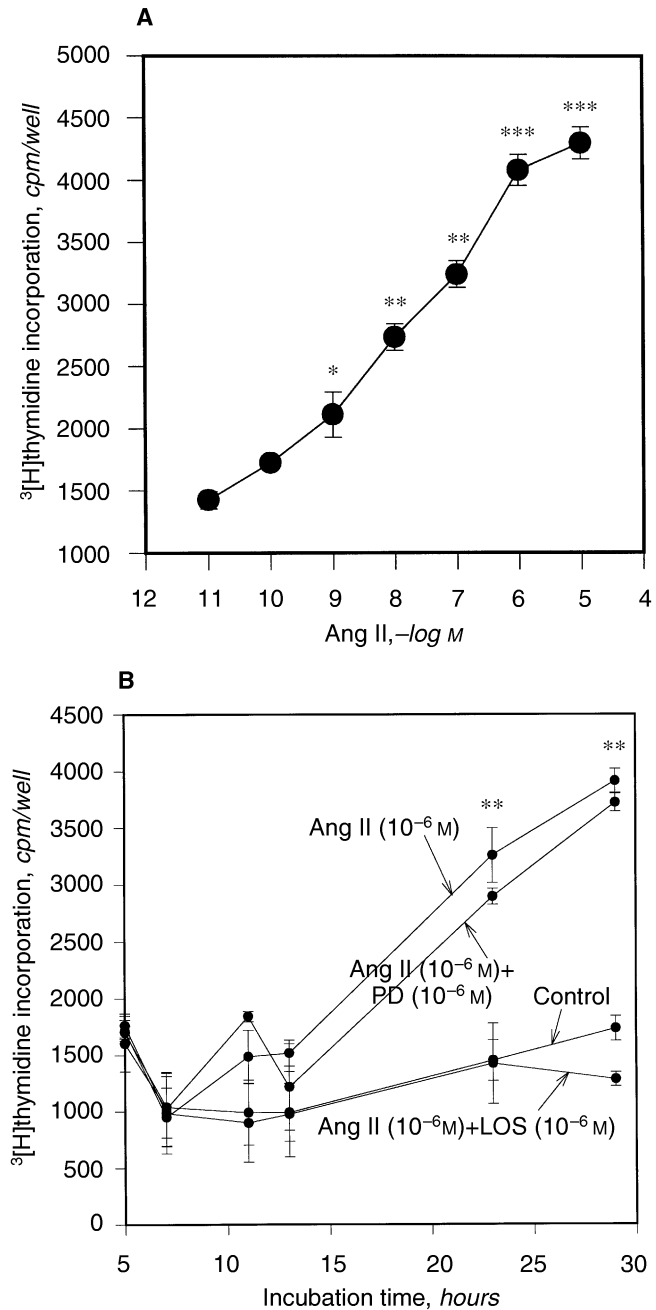 A
5000
4500
4000
3500
3000
2500
2000
1500
1000
³[H]thymidine incorporation, cpm/well
*
**
**
***
***
12 11 10 9 8 7 6 5 4
Ang II,–log M
B
4500
4000
3500
3000
2500
2000
1500
1000
500
0
³[H]thymidine incorporation, cpm/well
**
**
Ang II (10⁻⁶ M)
Ang II (10⁻⁶ M)+
PD (10⁻⁶ M)
Control
Ang II (10⁻⁶M)+LOS (10⁻⁶ M)
5 10 15 20 25 30
Incubation time, hours